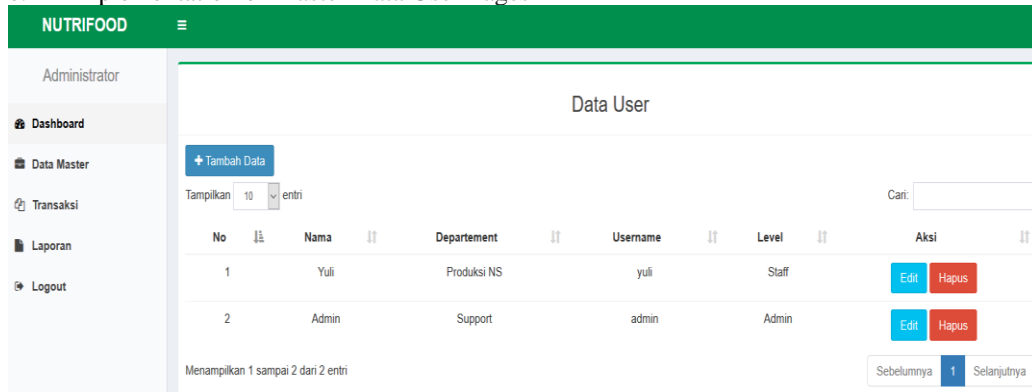 NUTRIFOOD
Administrator
Dashboard
Data Master
Transaksi
Laporan
Logout
Data User
+ Tambah Data
Tampilkan 10 entri
Cari:
No Nama Departement Username Level Aksi
1 Yuli Produksi NS yuli Staff Edit Hapus
2 Admin Support admin Admin Edit Hapus
Menampilkan 1 sampai 2 dari 2 entri
Sebelumnya 1 Selanjutnya